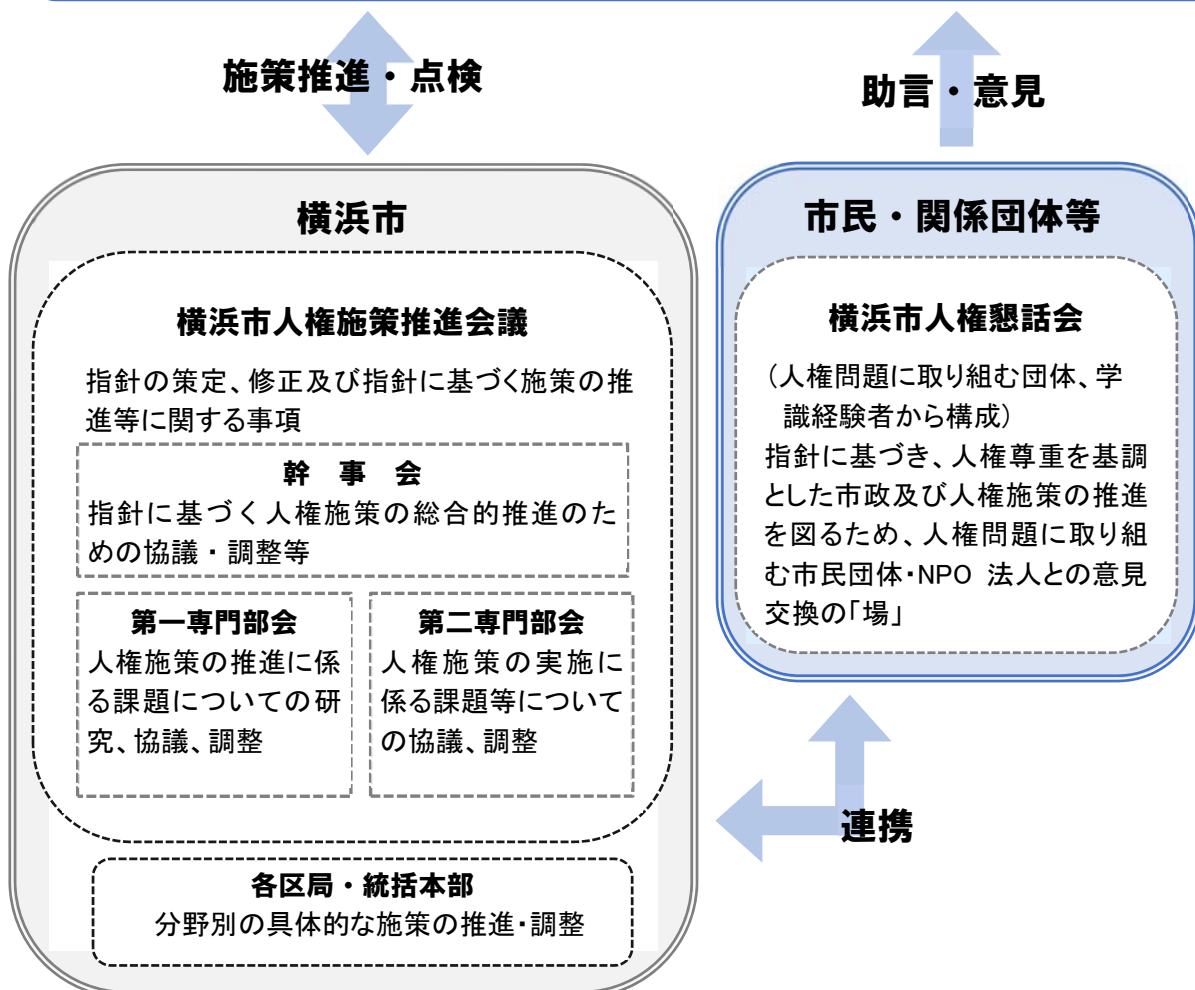 施策推進・点検
助言・意見
横浜市
横浜市人権施策推進会議
指針の策定、修正及び指針に基づく施策の推
進等に関する事項
幹 事 会
指針に基づく人権施策の総合的推進のた
めの協議・調整等
第一専門部会
人権施策の推進に係
る課題についての研
究、協議、調整
第二専門部会
人権施策の実施に
係る課題等について
の協議、調整
各区局・統括本部
分野別の具体的な施策の推進・調整
市民・関係団体等
横浜市人権懇話会
（人権問題に取り組む団体、学
識経験者から構成）
指針に基づき、人権尊重を基調
とした市政及び人権施策の推進
を図るため、人権問題に取り組
む市民団体・NPO 法人との意見
交換の「場」
連携